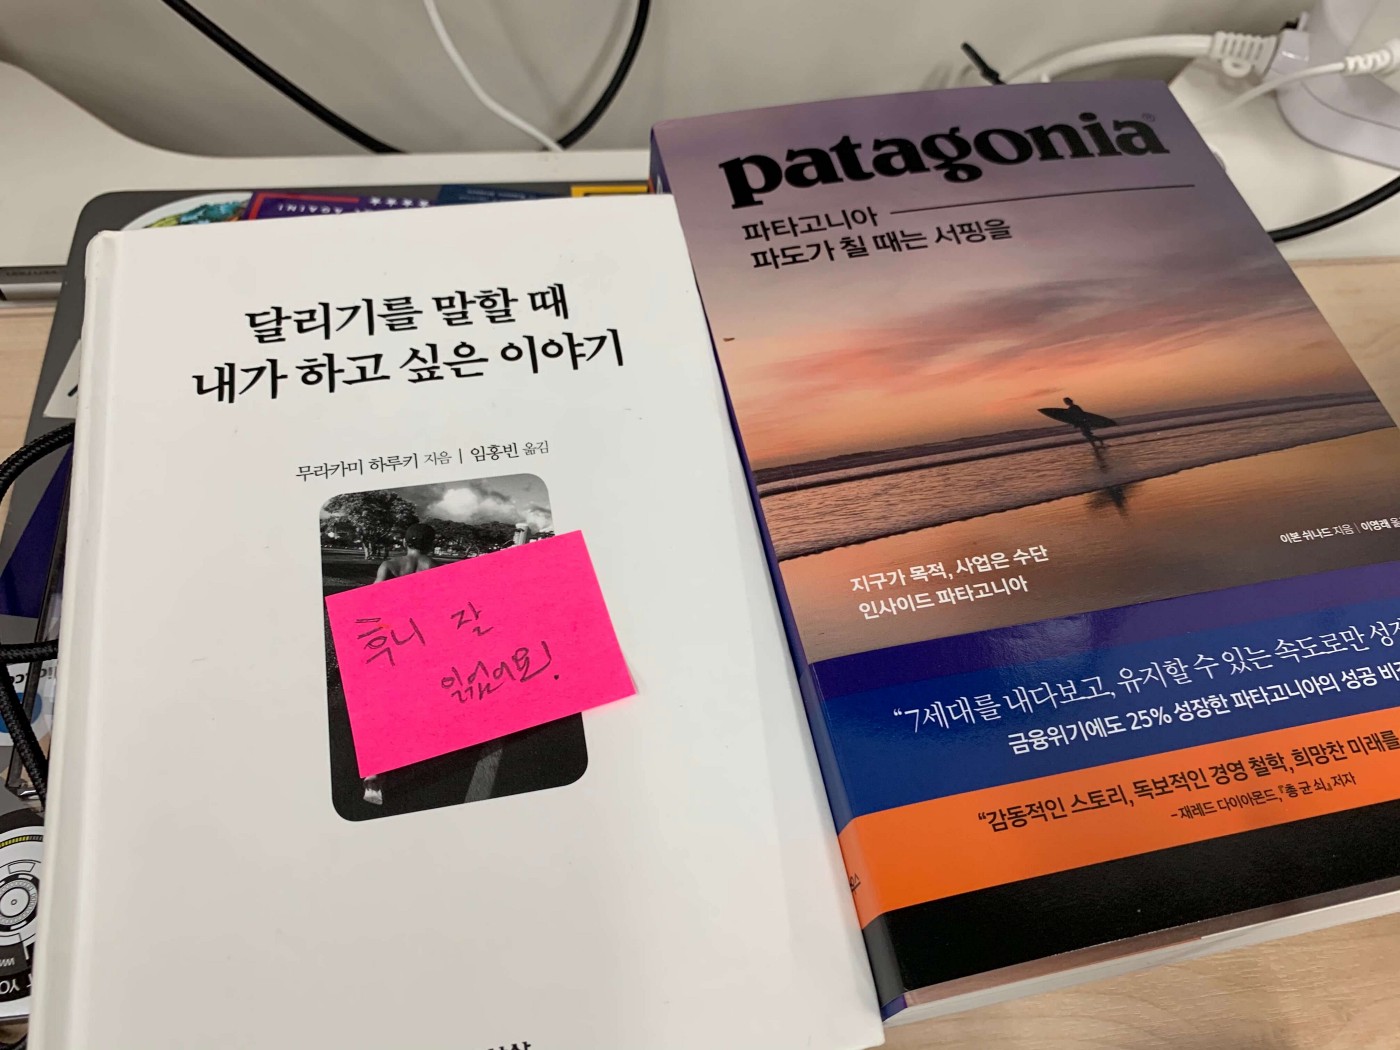 달리기를 말할 때
내가 하고 싶은 이야기
무라카미 하루키 지음 | 임홍빈 옮김
후니 잘
읽었어요!
patagonia®
파타고니아
파도가 칠 때는 서핑을
이본 쉬나드 지음 | 이영래
지구가 목적, 사업은 수단
인사이드 파타고니아
“7세대를 내다보고, 유지할 수 있는 속도로만
금융위기에도 25% 성장한 파타고니아의 성공
“감동적인 스토리, 독보적인 경영 철학, 희망찬 미래를
- 재레드 다이아몬드, 『총 균 쇠』 저자
AGAIN!